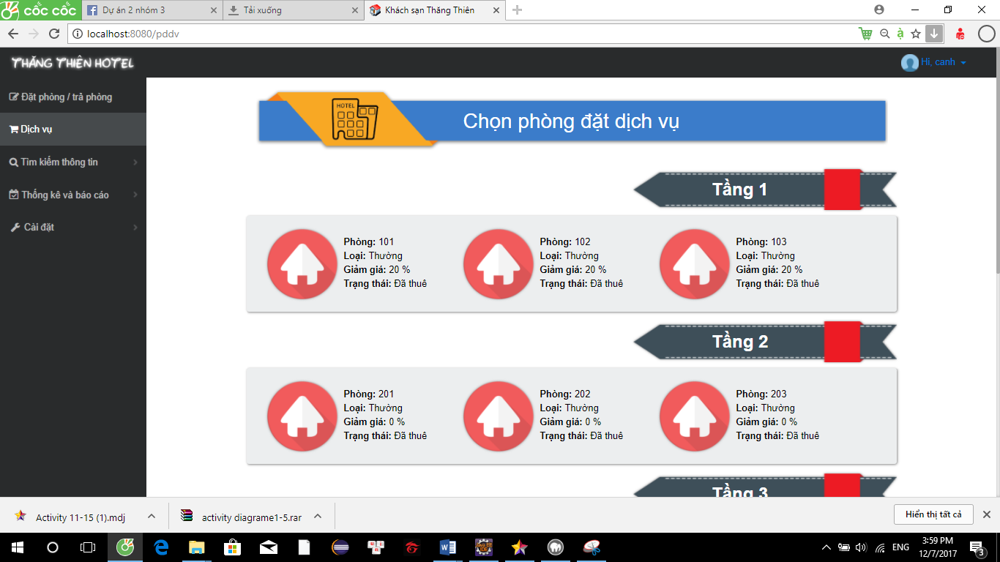 cốc cốc
Dự án 2 nhóm 3
Tải xuống
Khách sạn Thăng Thiên
localhost:8080/pddv
THĂNG THIÊN HOTEL
Hi, canh
Đặt phòng / trả phòng
Dịch vụ
Tìm kiếm thông tin
Thống kê và báo cáo
Cài đặt
HOTEL
Chọn phòng đặt dịch vụ
Tầng 1
Phòng: 101
Loại: Thường
Giảm giá: 20 %
Trạng thái: Đã thuê
Phòng: 102
Loại: Thường
Giảm giá: 20 %
Trạng thái: Đã thuê
Phòng: 103
Loại: Thường
Giảm giá: 20 %
Trạng thái: Đã thuê
Tầng 2
Phòng: 201
Loại: Thường
Giảm giá: 0 %
Trạng thái: Đã thuê
Phòng: 202
Loại: Thường
Giảm giá: 0 %
Trạng thái: Đã thuê
Phòng: 203
Loại: Thường
Giảm giá: 0 %
Trạng thái: Đã thuê
Tầng 3
Activity 11-15 (1).mdj
activity diagrame1-5.rar
Hiển thị tất cả
ENG
3:59 PM
12/7/2017
3